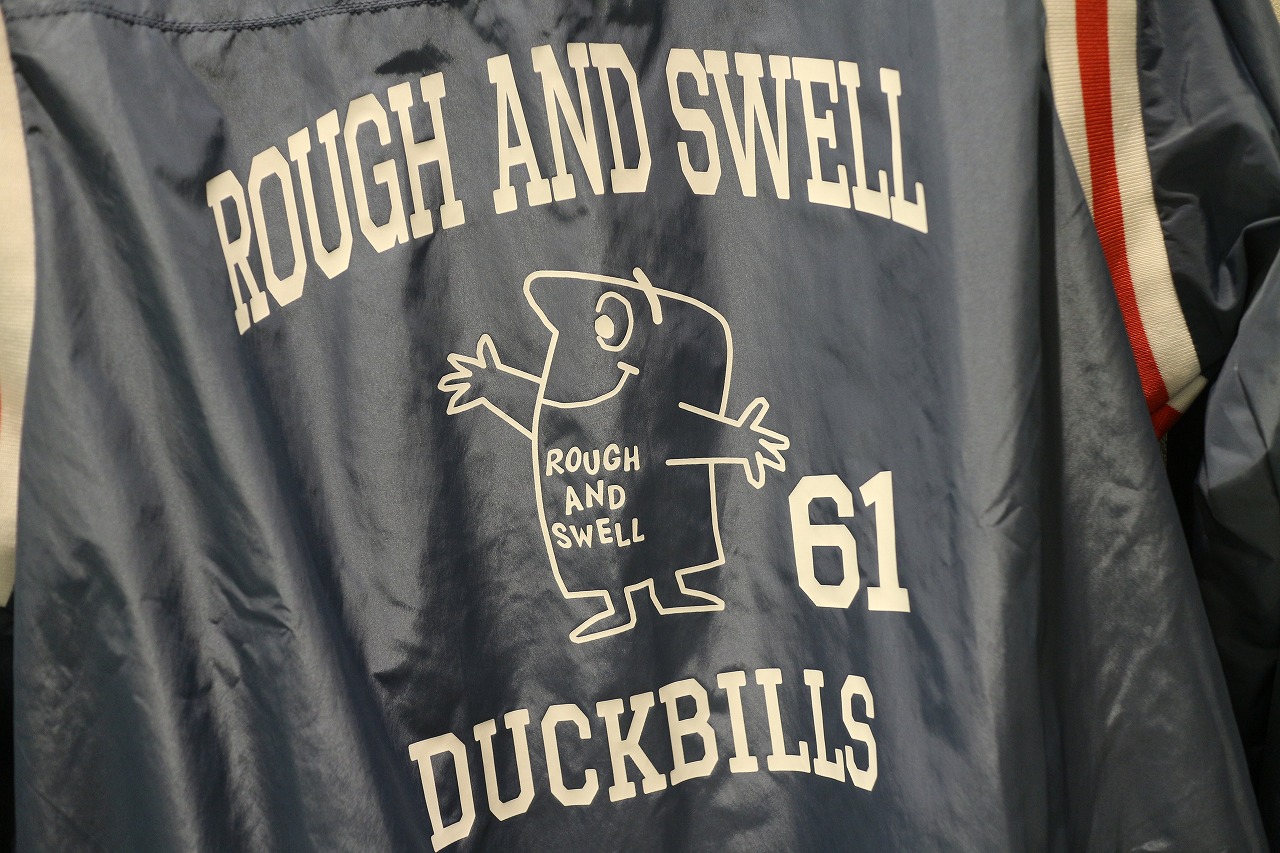 ROUGH AND SWELL
ROUGH
AND
SWELL
61
DUCKBILLS